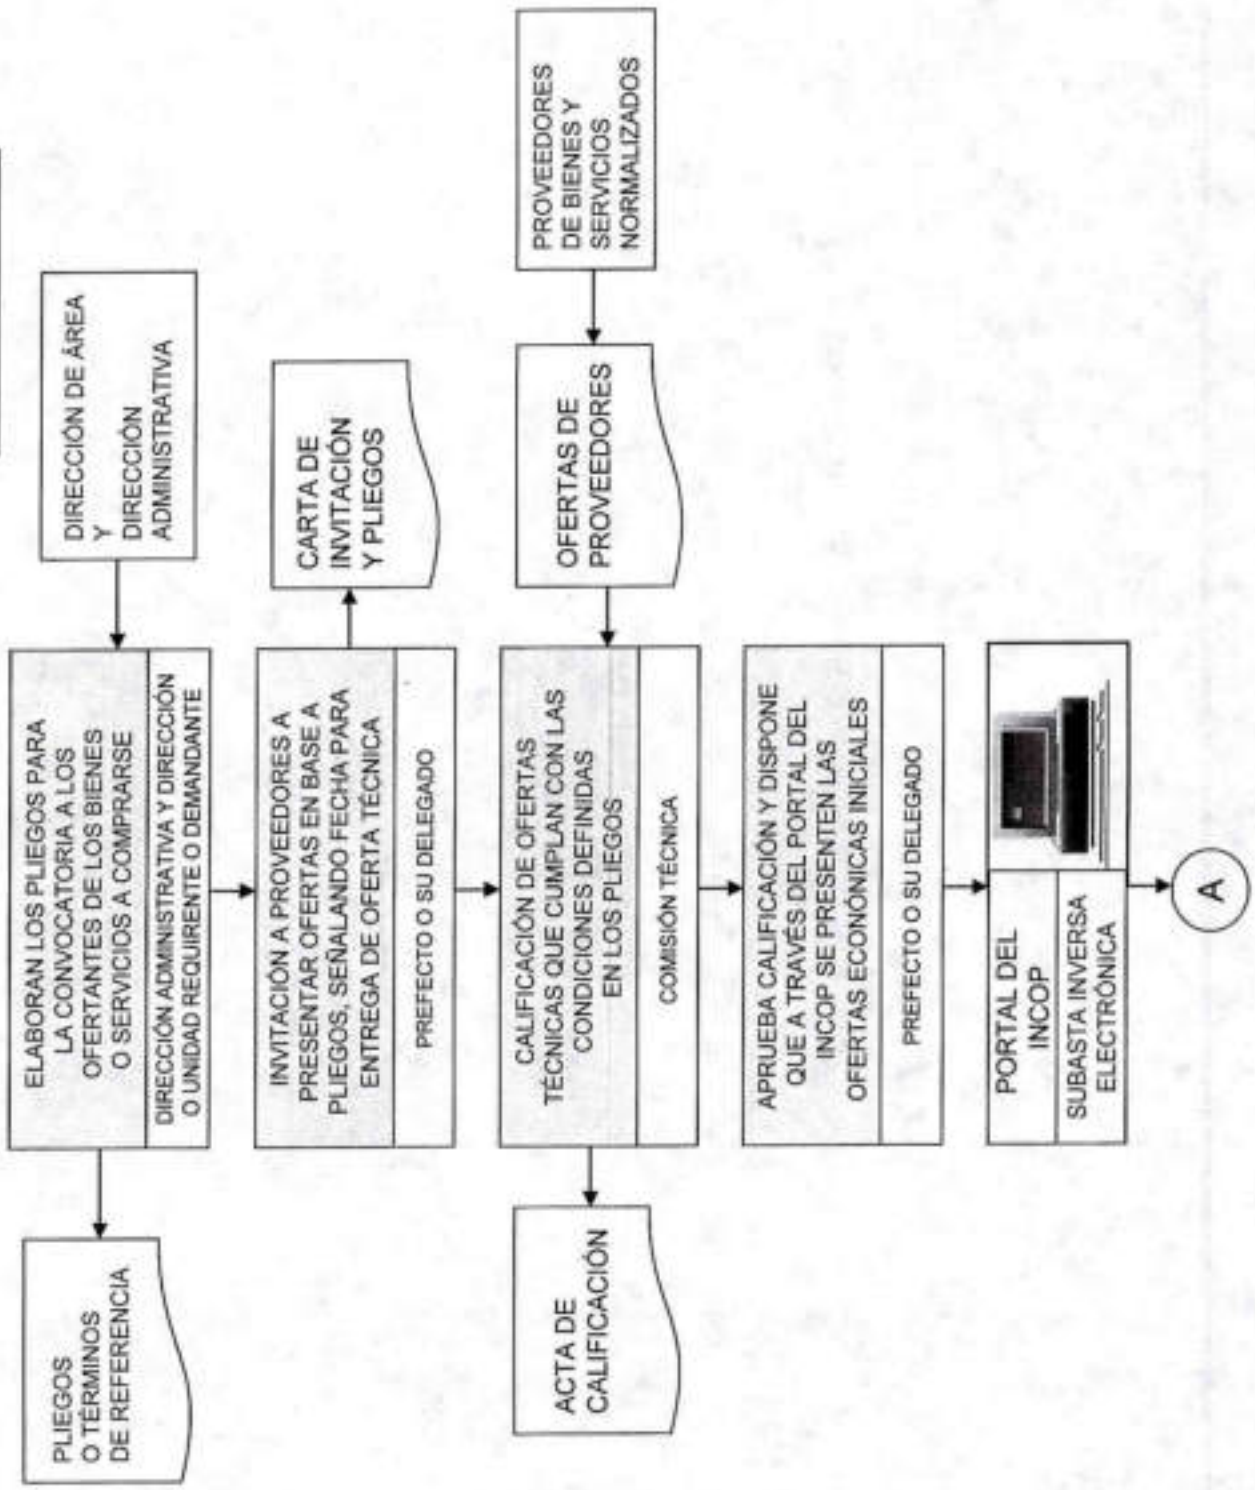 PLIEGOS
O TÉRMINOS
DE REFERENCIA
ELABORAN LOS PLIEGOS PARA
LA CONVOCATORIA A LOS
OFERTANTES DE LOS BIENES
O SERVICIOS A COMPRARSE
DIRECCIÓN ADMINISTRATIVA Y DIRECCIÓN
O UNIDAD REQUIRENTE O DEMANDANTE
DIRECCIÓN DE ÁREA
Y
DIRECCIÓN
ADMINISTRATIVA
INVITACIÓN A PROVEEDORES A
PRESENTAR OFERTAS EN BASE A
PLIEGOS, SEÑALANDO FECHA PARA
ENTREGA DE OFERTA TÉCNICA
PREFECTO O SU DELEGADO
CARTA DE
INVITACIÓN
Y PLIEGOS
ACTA DE
CALIFICACIÓN
CALIFICACIÓN DE OFERTAS
TÉCNICAS QUE CUMPLAN CON LAS
CONDICIONES DEFINIDAS
EN LOS PLIEGOS
COMISIÓN TÉCNICA
OFERTAS DE
PROVEEDORES
PROVEEDORES
DE BIENES Y
SERVICIOS
NORMALIZADOS
APRUEBA CALIFICACIÓN Y DISPONE
QUE A TRAVÉS DEL PORTAL DEL
INCOP SE PRESENTEN LAS
OFERTAS ECONÓMICAS INICIALES
PREFECTO O SU DELEGADO
PORTAL DEL
INCOP
SUBASTA INVERSA
ELECTRÓNICA
A